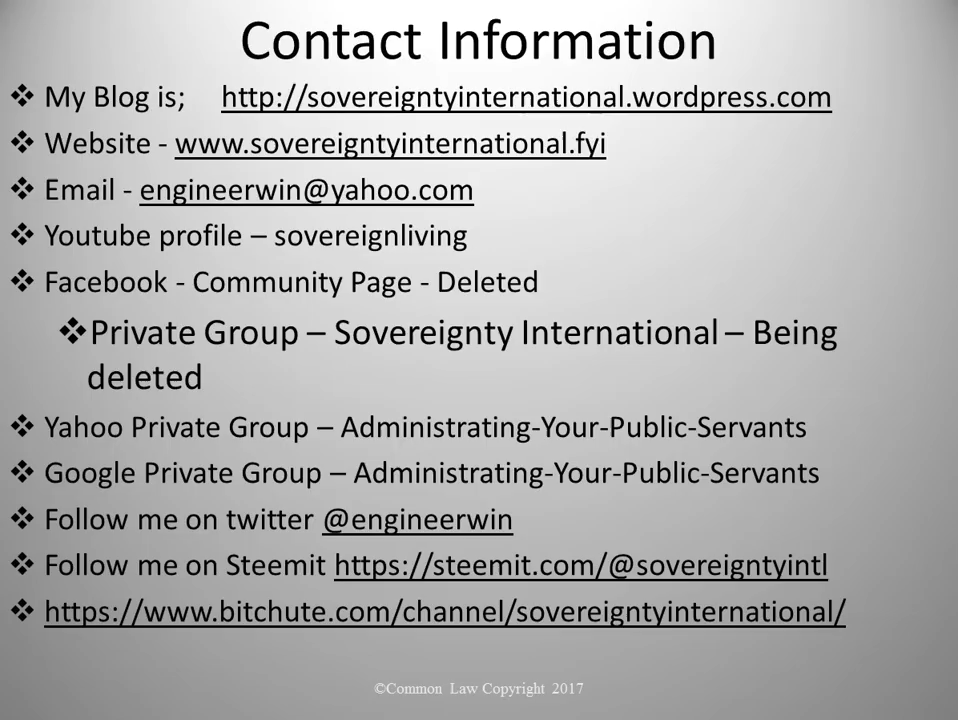 Contact Information
❖ My Blog is; http://sovereigntyinternational.wordpress.com
❖ Website - www.sovereigntyinternational.fyi
❖ Email - engineerwin@yahoo.com
❖ Youtube profile – sovereignliving
❖ Facebook - Community Page - Deleted
❖Private Group – Sovereignty International – Being
deleted
❖ Yahoo Private Group – Administrating-Your-Public-Servants
❖ Google Private Group – Administrating-Your-Public-Servants
❖ Follow me on twitter @engineerwin
❖ Follow me on Steemit https://steemit.com/@sovereigntyintl
❖ https://www.bitchute.com/channel/sovereigntyinternational/
©Common Law Copyright 2017